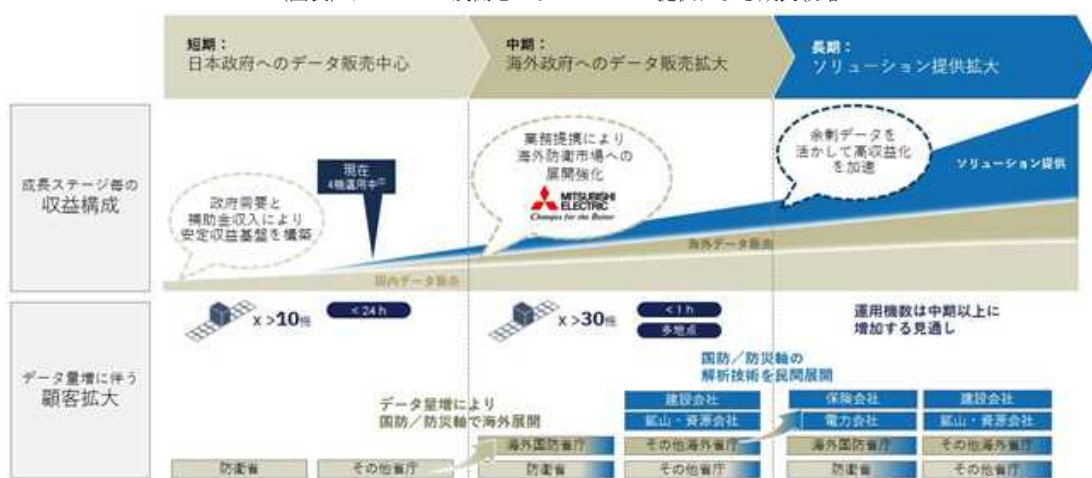 短期：
日本政府へのデータ販売中心
中期：
海外政府へのデータ販売拡大
長期：
ソリューション提供拡大
成長ステージ毎の
収益構成
政府需要と
補助金収入により
安定収益基盤を構築
現在
4機運用中
業務提携により
海外防衛市場への
展開強化
MITSUBISHI
ELECTRIC
Changes for the Better
余剰データを
活かして高収益化
を加速
ソリューション提供
海外データ販売
国内データ販売
データ量増に伴う
顧客拡大
x >10機
<24h
x >30機
<1h
多地点
運用機数は中期以上に
増加する見通し
データ量増により
国防／防災軸で海外展開
国防／防災軸の
解析技術を民間展開
防衛省
その他省庁
海外国防省庁
防衛省
建設会社
鉱山・資源会社
その他海外省庁
その他省庁
保険会社
電力会社
海外国防省庁
防衛省
建設会社
鉱山・資源会社
その他海外省庁
その他省庁